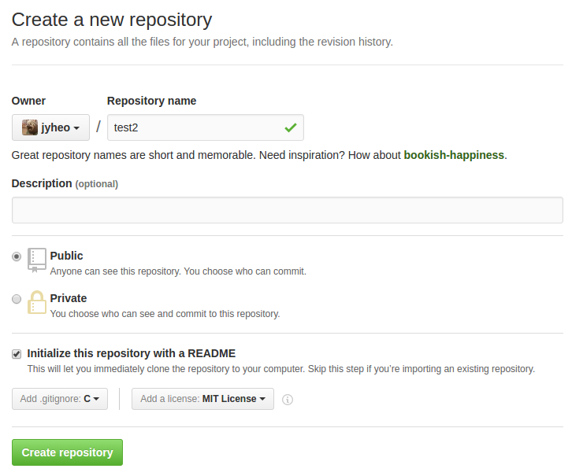 Create a new repository
A repository contains all the files for your project, including the revision history.
Owner Repository name
jyheo / test2
Great repository names are short and memorable. Need inspiration? How about bookish-happiness.
Description (optional)
Public
Anyone can see this repository. You choose who can commit.
Private
You choose who can see and commit to this repository.
Initialize this repository with a README
This will let you immediately clone the repository to your computer. Skip this step if you're importing an existing repository.
Add .gitignore: C Add a license: MIT License
Create repository